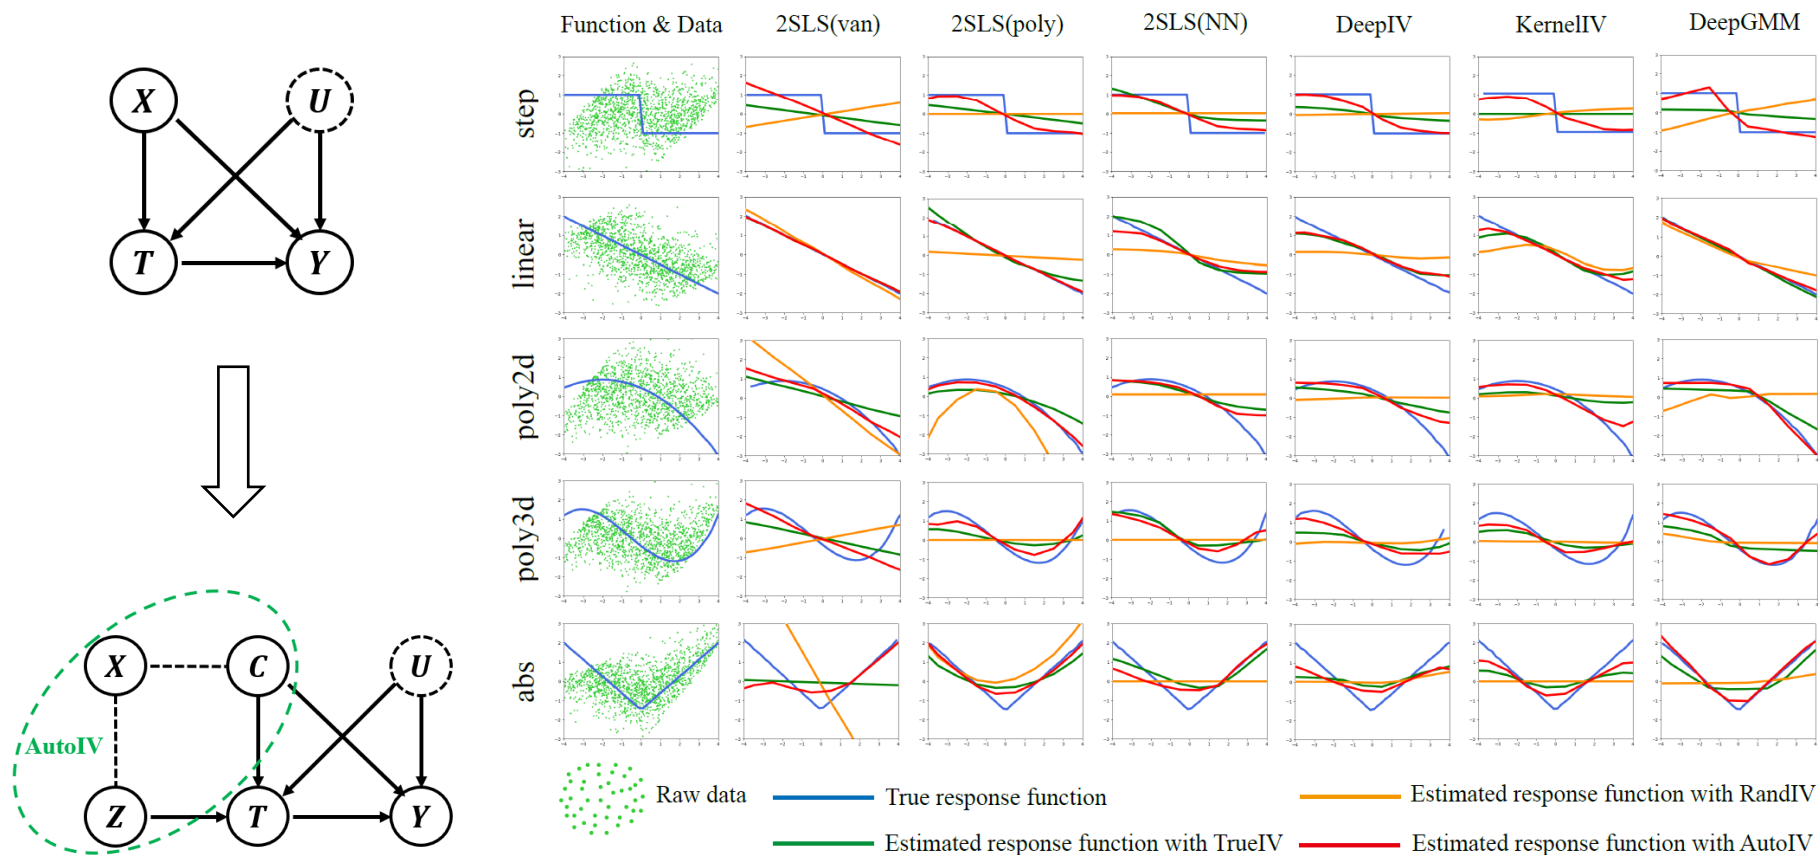 Function & Data 2SLS(van) 2SLS(poly) 2SLS(NN) DeepIV KernelIV DeepGMM
step
linear
poly2d
poly3d
abs
X U
T Y
X C U
AutoIV
Z T Y
Raw data
True response function
Estimated response function with RandIV
Estimated response function with TrueIV
Estimated response function with AutoIV